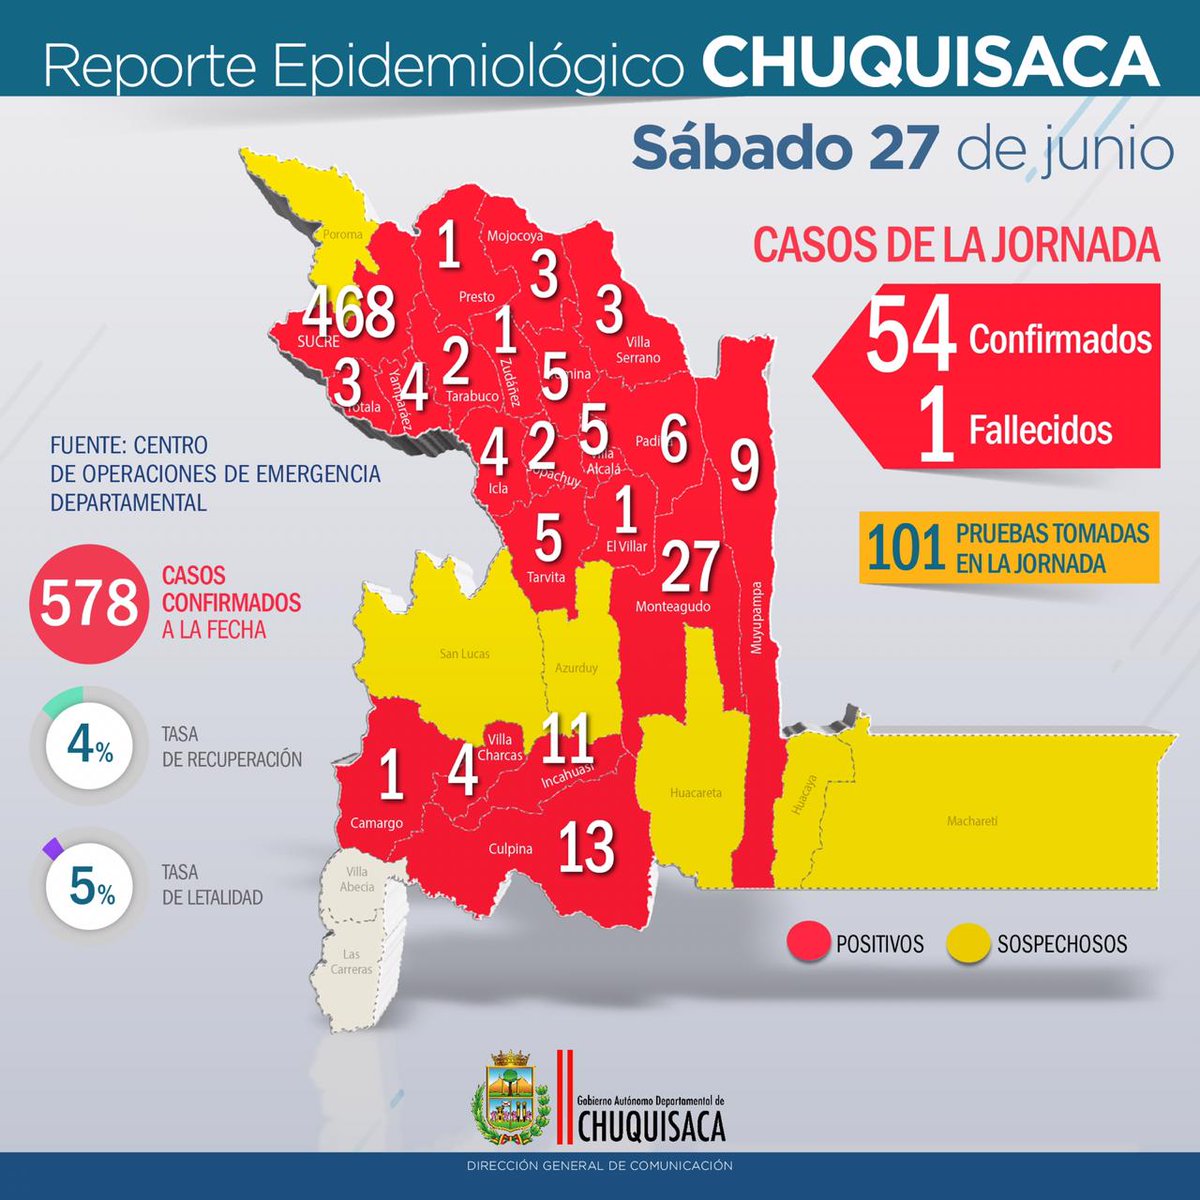 Reporte Epidemiológico CHUQUISACA
Sábado 27 de junio
CASOS DE LA JORNADA
54 Confirmados
1 Fallecidos
101 PRUEBAS TOMADAS
EN LA JORNADA
FUENTE: CENTRO
DE OPERACIONES DE EMERGENCIA
DEPARTAMENTAL
578 CASOS
CONFIRMADOS
A LA FECHA
4% TASA
DE RECUPERACIÓN
5% TASA
DE LETALIDAD
Poroma
468
SUCRE
1
Presto
Mojocoya
3
3
Villa
Serrano
3
4
Yamparáez
2
Tarabuco
1
Zudáñez
5
4
Icla
2
5
Villa
Alcalá
6
9
Muyupampa
5
Tarvita
1
El Villar
27
Monteagudo
San Lucas
Azurduy
1
Camargo
4
Villa
Charcas
11
Incahuasi
Culpina
13
Huacareta
Huacaya
Macharetí
Villa
Abecia
Las
Carreras
POSITIVOS
SOSPECHOSOS
Gobierno Autónomo Departamental de
CHUQUISACA
DIRECCIÓN GENERAL DE COMUNICACIÓN